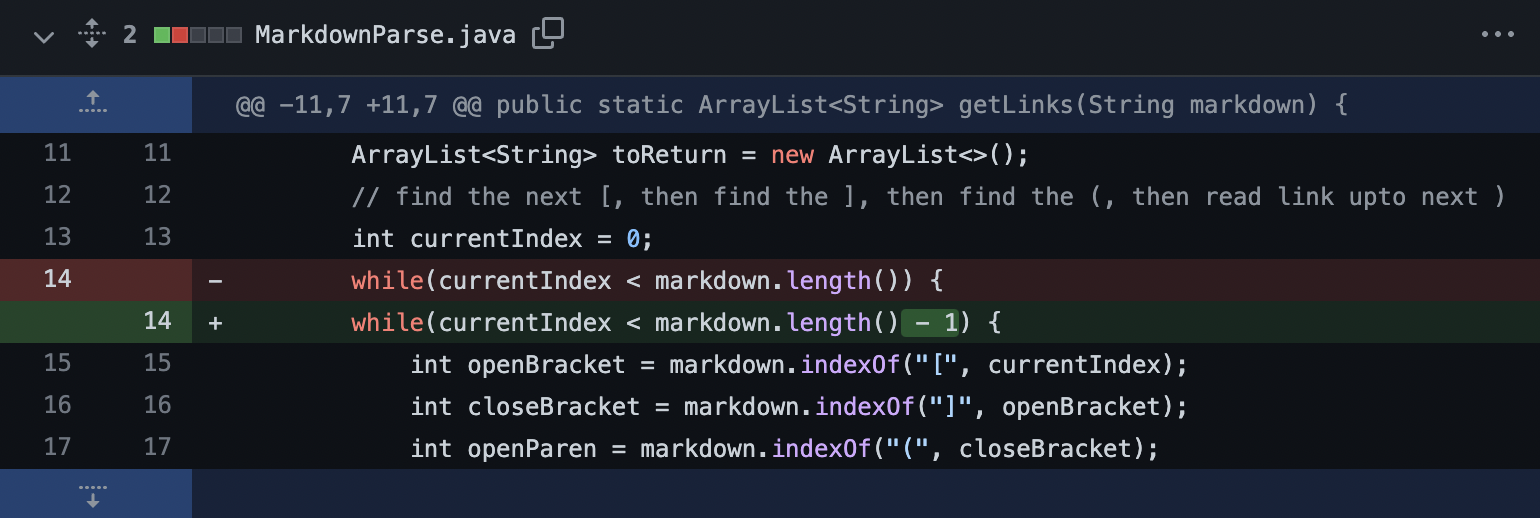 2 MarkdownParse.java
@@ -11,7 +11,7 @@ public static ArrayList<String> getLinks(String markdown) {
11 11 ArrayList<String> toReturn = new ArrayList<>();
12 12 // find the next [, then find the ], then find the (, then read link upto next )
13 13 int currentIndex = 0;
14 - while(currentIndex < markdown.length()) {
14 + while(currentIndex < markdown.length() - 1) {
15 15 int openBracket = markdown.indexOf("[", currentIndex);
16 16 int closeBracket = markdown.indexOf("]", openBracket);
17 17 int openParen = markdown.indexOf("(", closeBracket);